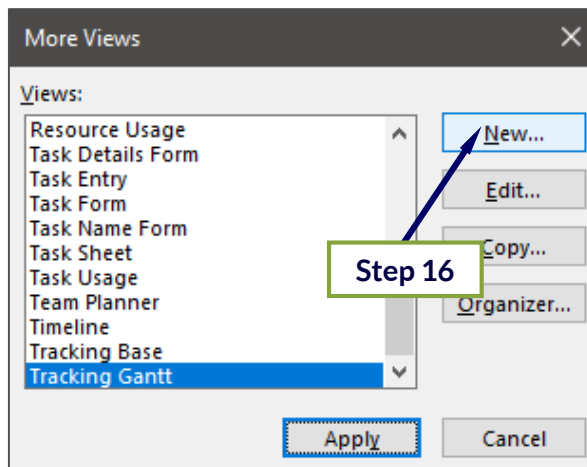 More Views
Views:
Resource Usage
Task Details Form
Task Entry
Task Form
Task Name Form
Task Sheet
Task Usage
Team Planner
Timeline
Tracking Base
Tracking Gantt
New...
Edit...
Copy...
Organizer...
Step 16
Apply
Cancel